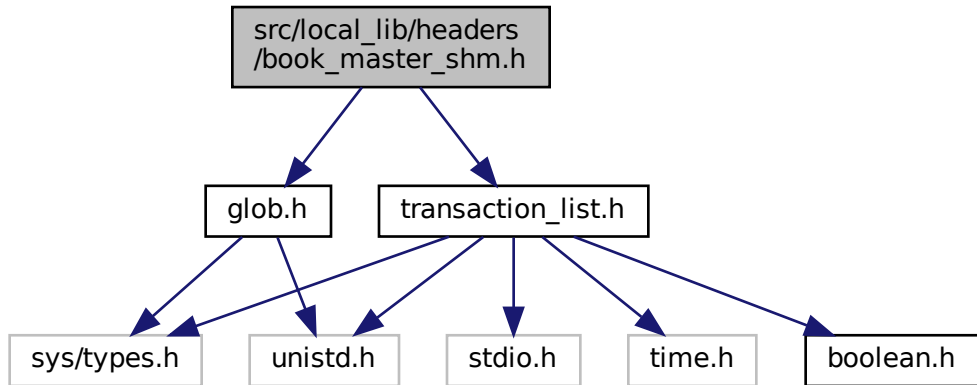 src/local_lib/headers
/book_master_shm.h
glob.h
transaction_list.h
sys/types.h
unistd.h
stdio.h
time.h
boolean.h